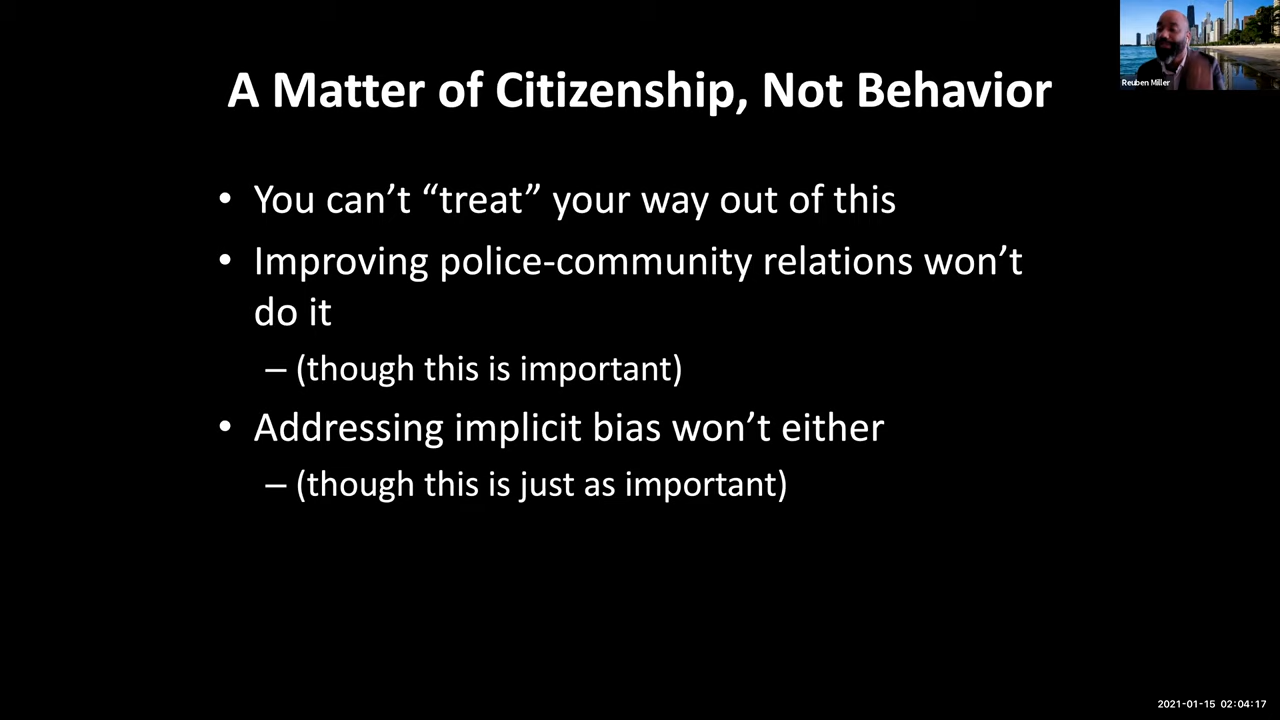 A Matter of Citizenship, Not Behavior
Reuben Miller
• You can’t “treat” your way out of this
• Improving police-community relations won’t
do it
– (though this is important)
• Addressing implicit bias won’t either
– (though this is just as important)
2021-01-15 02:04:17